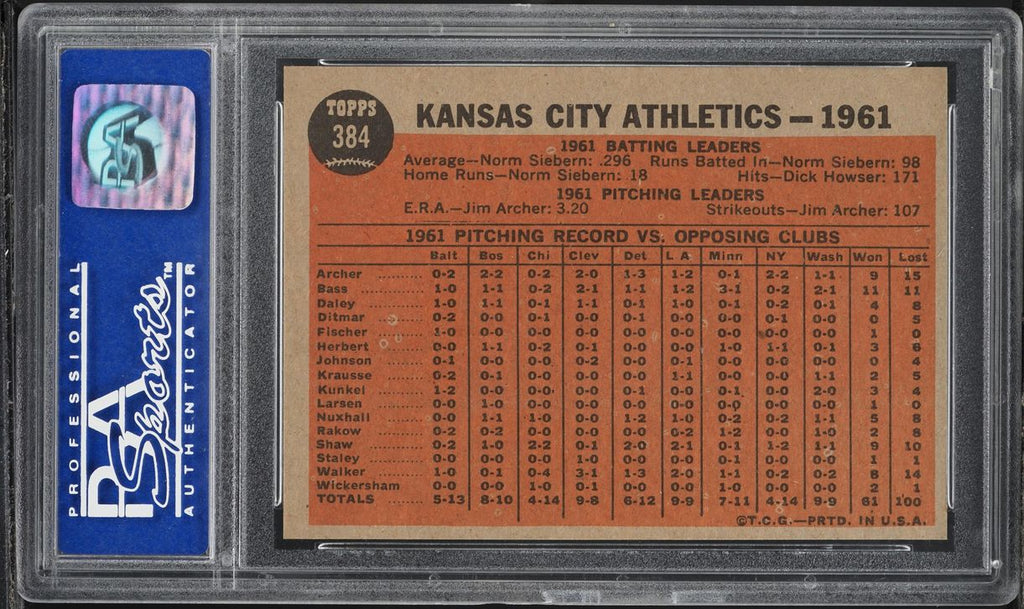 PSA
PROFESSIONAL
PSA Sports™
AUTHENTICATOR
TOPPS
384
KANSAS CITY ATHLETICS — 1961
1961 BATTING LEADERS
Average—Norm Siebern: .296 Runs Batted In—Norm Siebern: 98
Home Runs—Norm Siebern: 18 Hits—Dick Howser: 171
1961 PITCHING LEADERS
E.R.A.—Jim Archer: 3.20 Strikeouts—Jim Archer: 107
1961 PITCHING RECORD VS. OPPOSING CLUBS
Balt Bos Chi Clev Det L A Minn NY Wash Won Lost
Archer 0-2 2-2 0-2 2-0 1-3 1-2 0-1 2-2 1-1 9 15
Bass 1-0 1-1 0-2 2-1 1-1 1-2 3-1 0-2 2-1 11 11
Daley 1-0 0-1 0-1 1-1 1-1 1-0 0-1 0-2 0-1 4 8
Ditmar 0-2 0-0 0-1 0-0 0-1 0-0 0-0 0-1 0-0 0 5
Fischer 1-0 0-0 0-0 0-0 0-0 0-0 0-0 0-0 0-0 1 0
Herbert 0-0 1-1 0-2 0-1 0-0 0-0 1-0 1-1 0-1 3 6
Johnson 0-1 0-0 0-0 0-2 0-0 0-1 0-0 0-0 0-0 0 4
Krausse 0-2 0-1 0-0 0-0 0-0 1-1 0-0 0-0 1-1 2 5
Kunkel 1-2 0-0 0-0 0-1 0-0 0-0 0-1 0-0 2-0 3 4
Larsen 0-0 1-0 0-0 0-0 0-0 0-0 0-0 0-0 0-0 1 0
Nuxhall 0-0 1-1 1-0 0-0 1-2 1-0 0-2 0-2 1-1 5 8
Rakow 0-2 0-2 0-0 0-0 0-0 0-2 1-2 0-0 1-0 2 8
Shaw 0-2 1-0 2-2 0-1 2-0 2-1 0-1 1-2 1-1 9 10
Staley 0-0 0-0 0-0 1-0 0-0 0-0 0-0 0-1 0-0 1 1
Walker 1-0 0-1 0-4 3-1 1-3 2-0 1-1 0-2 0-2 8 14
Wickersham 0-0 0-0 1-0 0-1 0-0 0-0 1-0 0-0 0-0 2 1
TOTALS 5-13 8-10 4-14 9-8 6-12 9-9 7-11 4-14 9-9 61 100
©T.C.G.—PRTD. IN U.S.A.